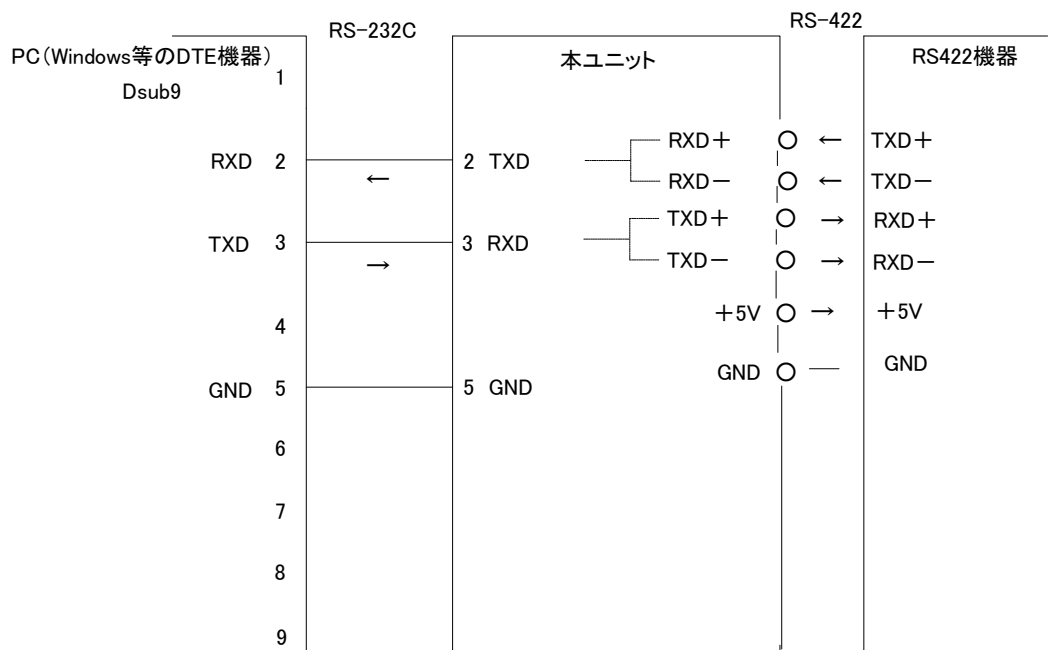 RS-232C
RS-422
PC(Windows等のDTE機器)
本ユニット
RS422機器
Dsub9
1
RXD＋ ← TXD＋
RXD 2 2 TXD
←
RXD－ ← TXD－
TXD＋ → RXD＋
TXD 3 3 RXD
→
TXD－ → RXD－
＋5V → ＋5V
4
GND — GND
GND 5 5 GND
6
7
8
9